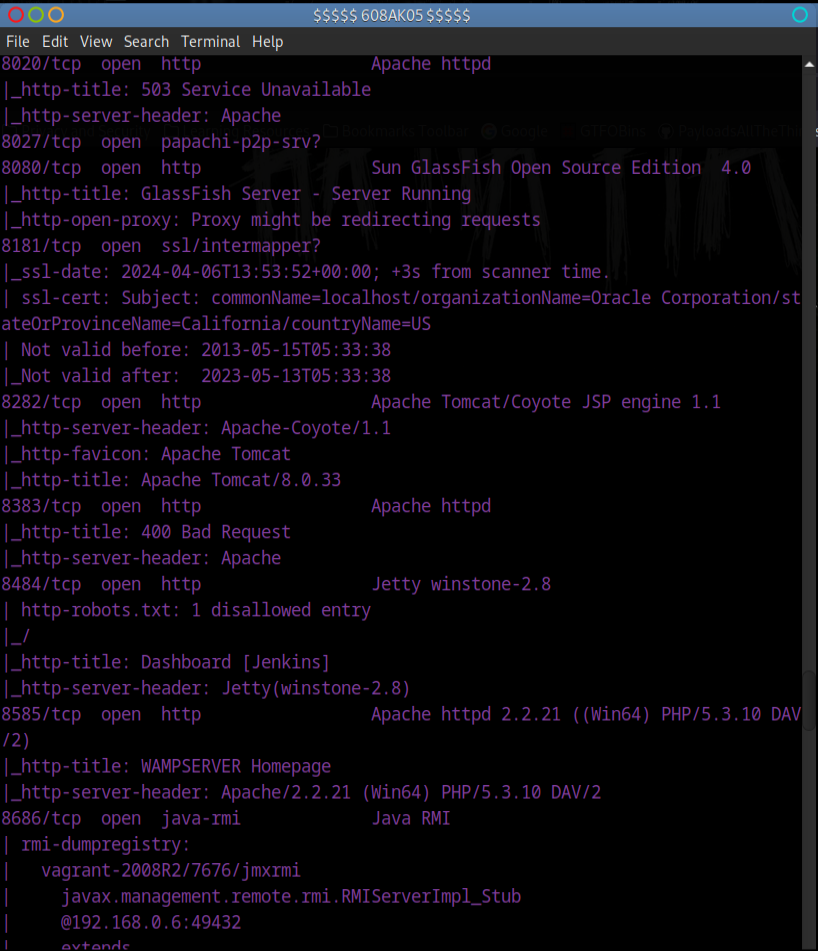 $$$$$ 608AK05 $$$$$
File Edit View Search Terminal Help
8020/tcp open http Apache httpd
|_http-title: 503 Service Unavailable
|_http-server-header: Apache
Bookmarks Toolbar Google GTFOBins PayloadsAllTheThings
8027/tcp open papachi-p2p-srv?
8080/tcp open http Sun GlassFish Open Source Edition 4.0
|_http-title: GlassFish Server - Server Running
|_http-open-proxy: Proxy might be redirecting requests
8181/tcp open ssl/intermapper?
|_ssl-date: 2024-04-06T13:53:52+00:00; +3s from scanner time.
| ssl-cert: Subject: commonName=localhost/organizationName=Oracle Corporation/st
ateOrProvinceName=California/countryName=US
| Not valid before: 2013-05-15T05:33:38
|_Not valid after: 2023-05-13T05:33:38
8282/tcp open http Apache Tomcat/Coyote JSP engine 1.1
|_http-server-header: Apache-Coyote/1.1
|_http-favicon: Apache Tomcat
|_http-title: Apache Tomcat/8.0.33
8383/tcp open http Apache httpd
|_http-title: 400 Bad Request
|_http-server-header: Apache
8484/tcp open http Jetty winstone-2.8
| http-robots.txt: 1 disallowed entry
|_/
|_http-title: Dashboard [Jenkins]
|_http-server-header: Jetty(winstone-2.8)
8585/tcp open http Apache httpd 2.2.21 ((Win64) PHP/5.3.10 DAV
/2)
|_http-title: WAMPSERVER Homepage
|_http-server-header: Apache/2.2.21 (Win64) PHP/5.3.10 DAV/2
8686/tcp open java-rmi Java RMI
| rmi-dumpregistry:
| vagrant-2008R2/7676/jmxrmi
| javax.management.remote.rmi.RMIServerImpl_Stub
| @192.168.0.6:49432
| extends